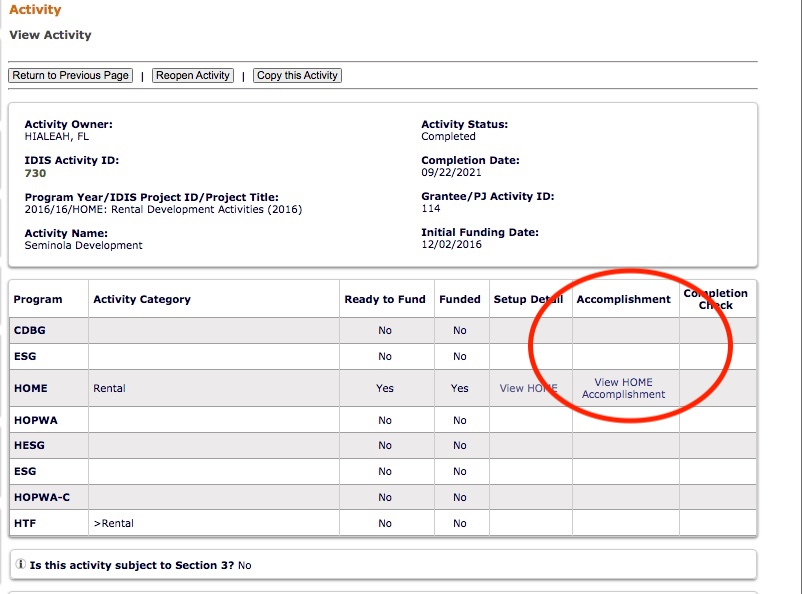 Activity
View Activity
Return to Previous Page | Reopen Activity | Copy this Activity
Activity Owner:
HIALEAH, FL
IDIS Activity ID:
730
Program Year/IDIS Project ID/Project Title:
2016/16/HOME: Rental Development Activities (2016)
Activity Name:
Seminola Development
Activity Status:
Completed
Completion Date:
09/22/2021
Grantee/PJ Activity ID:
114
Initial Funding Date:
12/02/2016
Program Activity Category Ready to Fund Funded Setup Detail Accomplishment Completion Check
CDBG No No
ESG No No
HOME Rental Yes Yes View HOME View HOME
Accomplishment
HOPWA No No
HESG No No
ESG No No
HOPWA-C No No
HTF >Rental No No
i Is this activity subject to Section 3? No